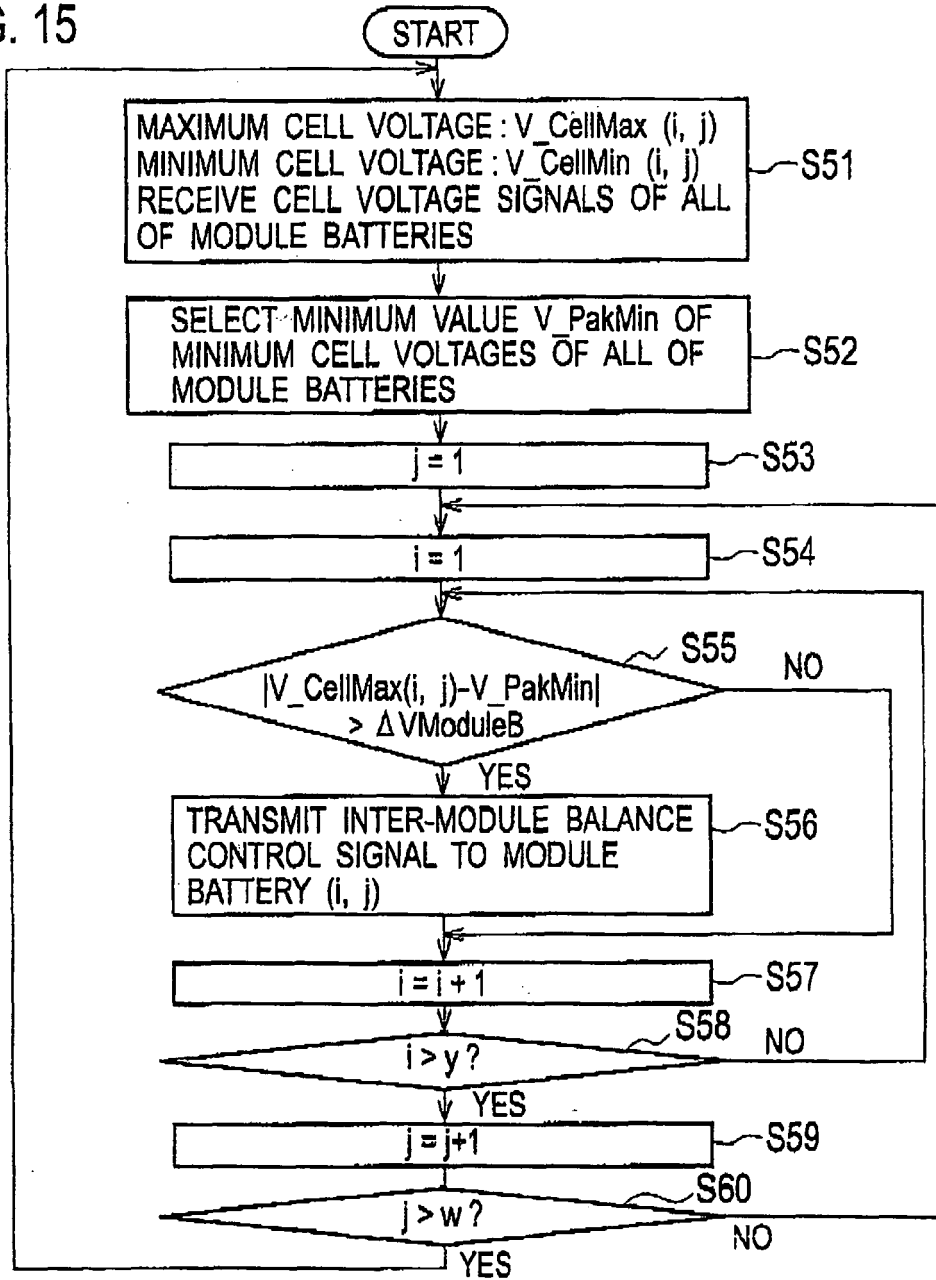 G. 15
START
MAXIMUM CELL VOLTAGE : V_CellMax (i, j)
MINIMUM CELL VOLTAGE : V_CellMin (i, j)
RECEIVE CELL VOLTAGE SIGNALS OF ALL
OF MODULE BATTERIES
S51
SELECT MINIMUM VALUE V_PakMin OF
MINIMUM CELL VOLTAGES OF ALL OF
MODULE BATTERIES
S52
j = 1
S53
i = 1
S54
|V_CellMax(i, j)-V_PakMin|
> ΔVModuleB
S55
NO
YES
TRANSMIT INTER-MODULE BALANCE
CONTROL SIGNAL TO MODULE
BATTERY (i, j)
S56
i = i + 1
S57
i > y ?
S58
NO
YES
j = j+1
S59
j > w ?
S60
NO
YES